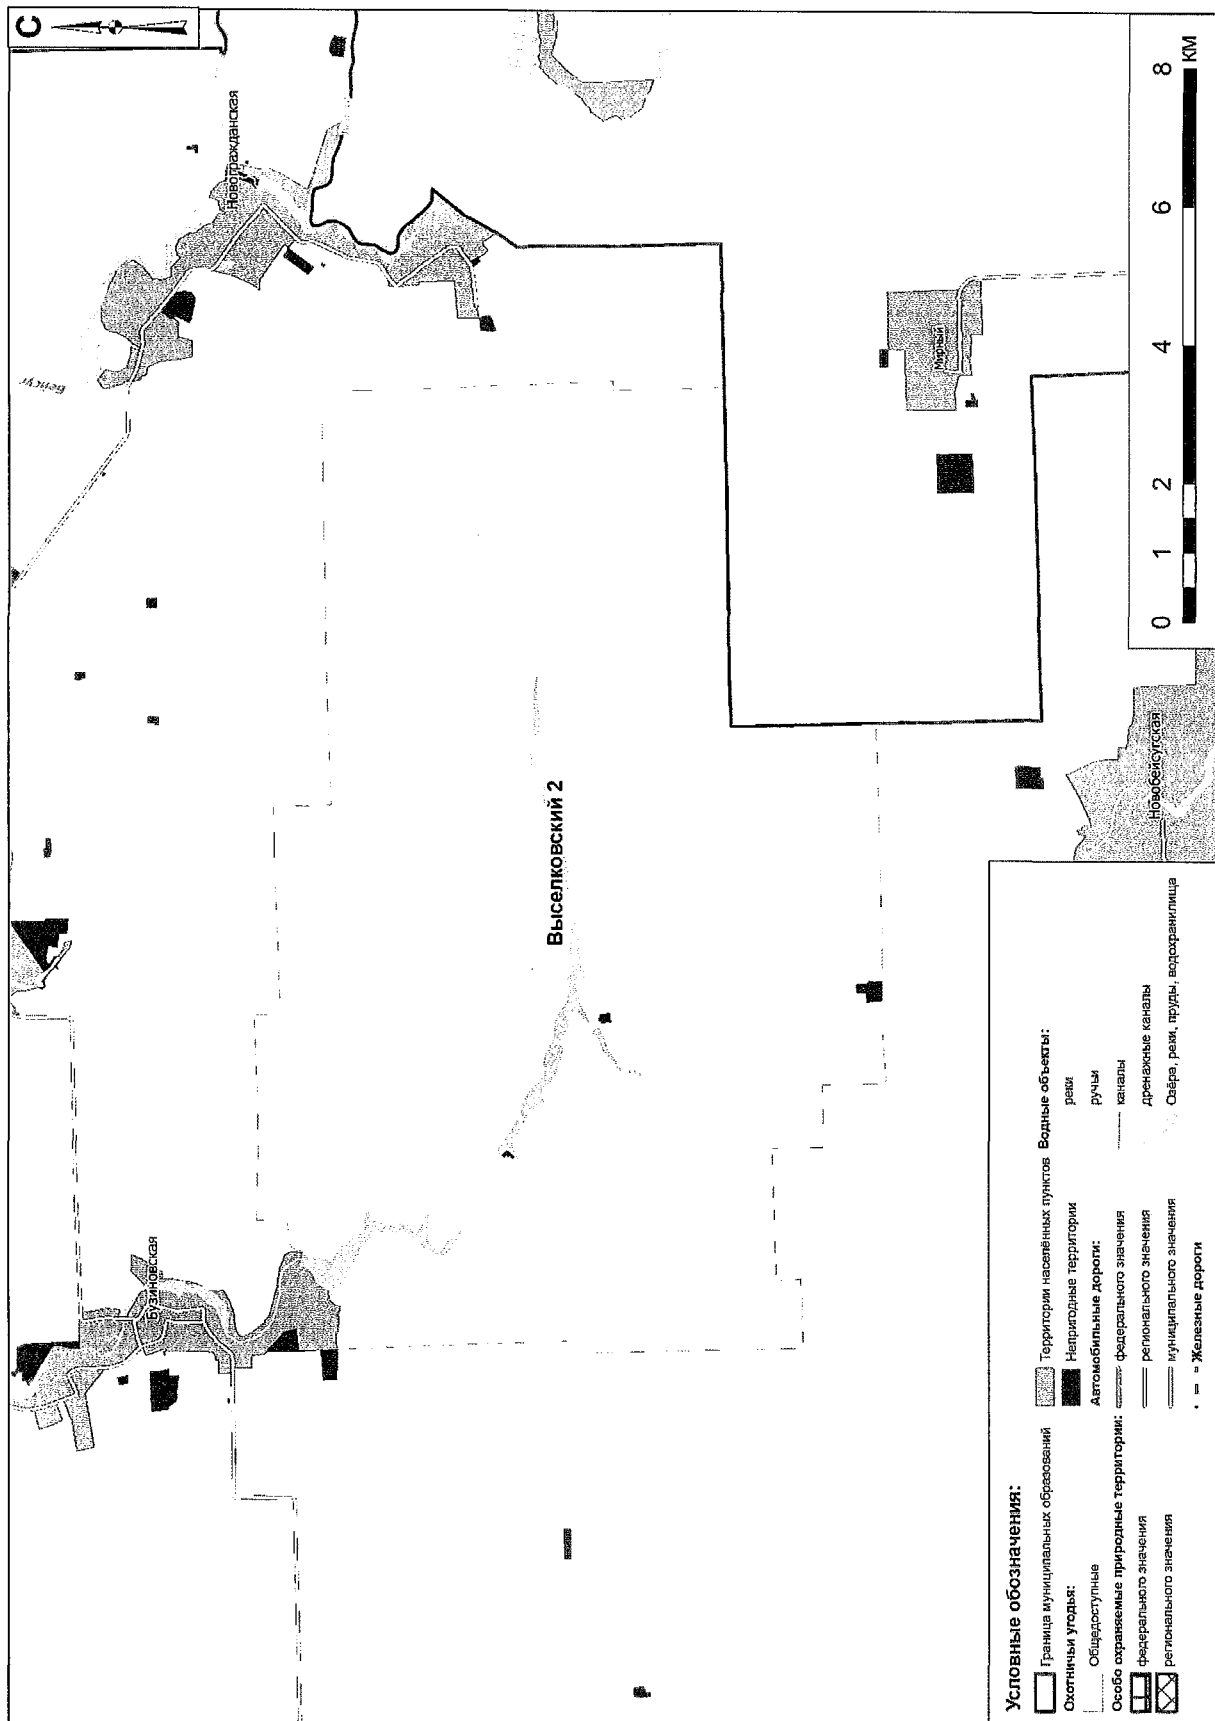 С
Новогражданская
Бейсуг
Бузиновская
Выселковский 2
Мирный
Новобейсугская
0 1 2 4 6 8
КМ
Условные обозначения:
Граница муниципальных образований
Охотничьи угодья:
Общедоступные
Особо охраняемые природные территории:
федерального значения
регионального значения
Территории населённых пунктов
Непригодные территории
Автомобильные дороги:
федерального значения
регионального значения
муниципального значения
Железные дороги
Водные объекты:
реки
ручьи
каналы
дренажные каналы
Озёра, реки, пруды, водохранилища